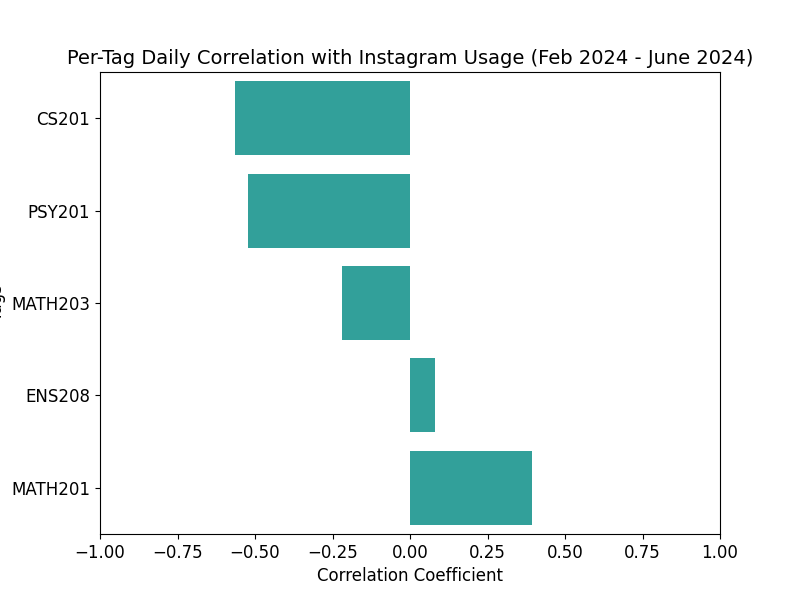 Per-Tag Daily Correlation with Instagram Usage (Feb 2024 - June 2024)
CS201
PSY201
MATH203
ENS208
MATH201
−1.00 −0.75 −0.50 −0.25 0.00 0.25 0.50 0.75 1.00
Correlation Coefficient